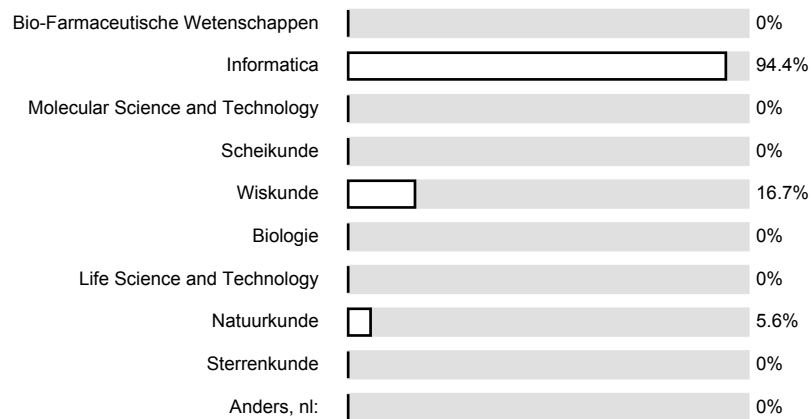 Bio-Farmaceutische Wetenschappen 0%
Informatica 94.4%
Molecular Science and Technology 0%
Scheikunde 0%
Wiskunde 16.7%
Biologie 0%
Life Science and Technology 0%
Natuurkunde 5.6%
Sterrenkunde 0%
Anders, nl: 0%